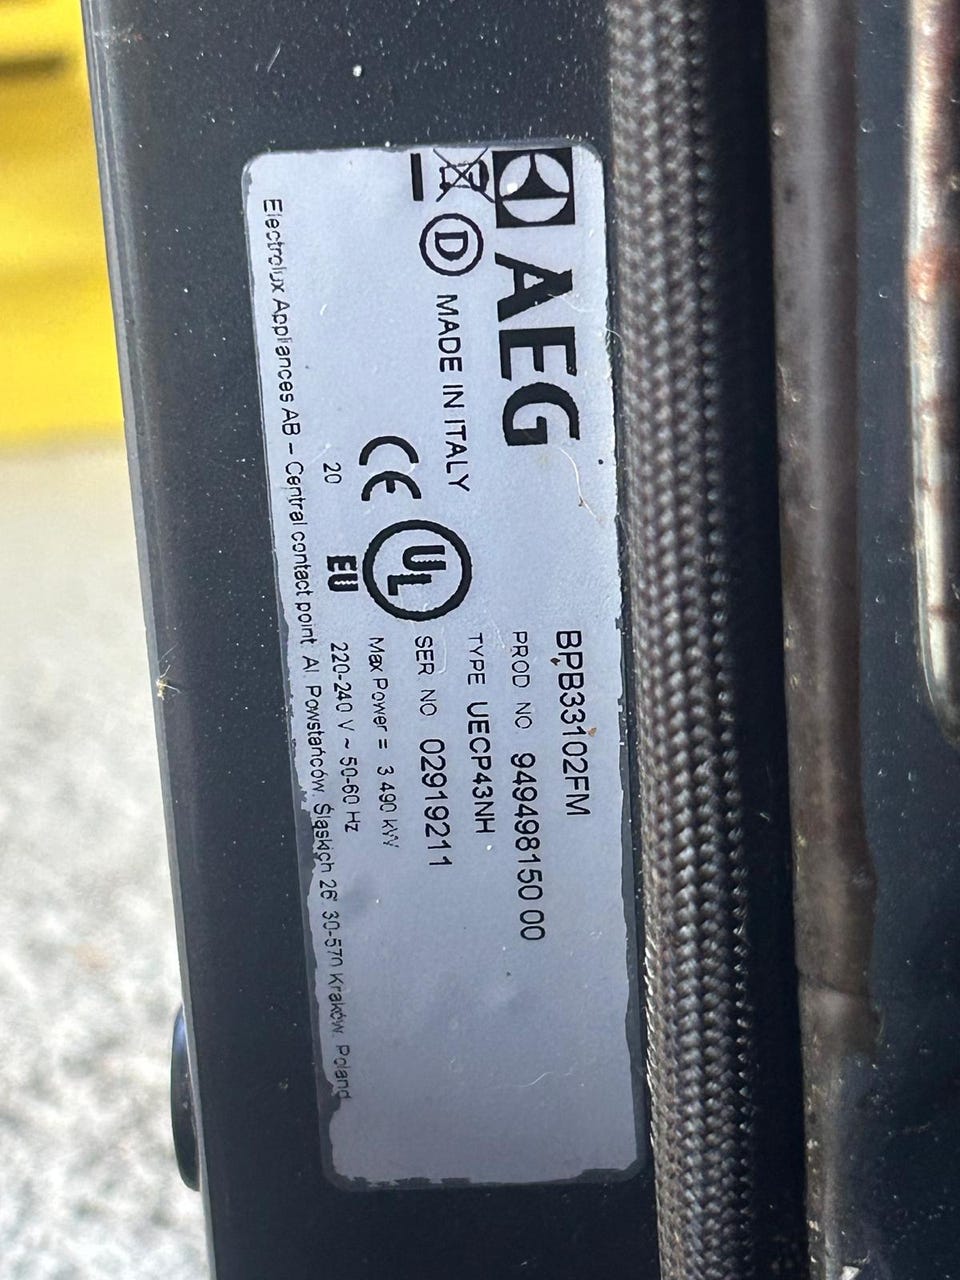 AEG
D MADE IN ITALY
CE UL
20 EU
BPB33102FM
PROD NO 949498150 00
TYPE UECP43NH
SER NO 02919211
Max Power = 3 490 kW
220-240 V ~ 50-60 Hz
Electrolux Appliances AB – Central contact point. Al. Powstańców. Śląskich 26. 30-570 Kraków. Poland